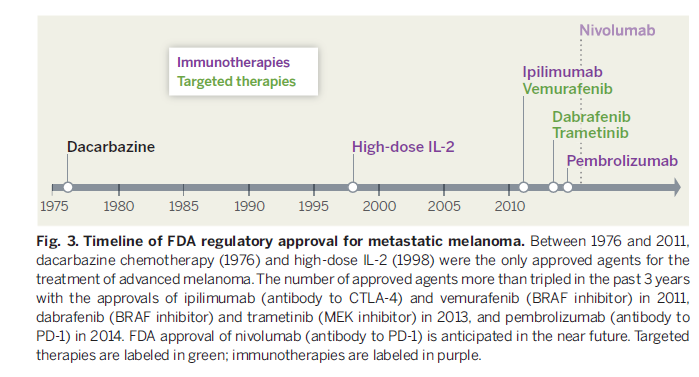 Nivolumab
Immunotherapies
Targeted therapies
Ipilimumab
Vemurafenib
Dabrafenib
Trametinib
Dacarbazine
High-dose IL-2
Pembrolizumab
1975 1980 1985 1990 1995 2000 2005 2010
Fig. 3. Timeline of FDA regulatory approval for metastatic melanoma. Between 1976 and 2011,
dacarbazine chemotherapy (1976) and high-dose IL-2 (1998) were the only approved agents for the
treatment of advanced melanoma. The number of approved agents more than tripled in the past 3 years
with the approvals of ipilimumab (antibody to CTLA-4) and vemurafenib (BRAF inhibitor) in 2011,
dabrafenib (BRAF inhibitor) and trametinib (MEK inhibitor) in 2013, and pembrolizumab (antibody to
PD-1) in 2014. FDA approval of nivolumab (antibody to PD-1) is anticipated in the near future. Targeted
therapies are labeled in green; immunotherapies are labeled in purple.